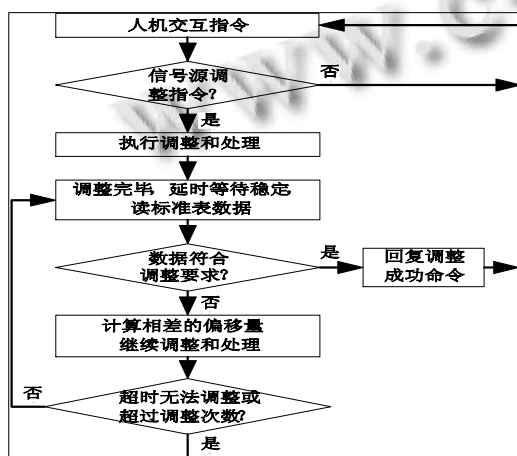 人机交互指令
信号源调
整指令?
否
是
执行调整和处理
调整完毕, 延时等待稳定,
读标准表数据
数据符合
调整要求?
是
回复调整
成功命令
否
计算相差的偏移量
继续调整和处理
否
超时无法调整或
超过调整次数?
是
www.c